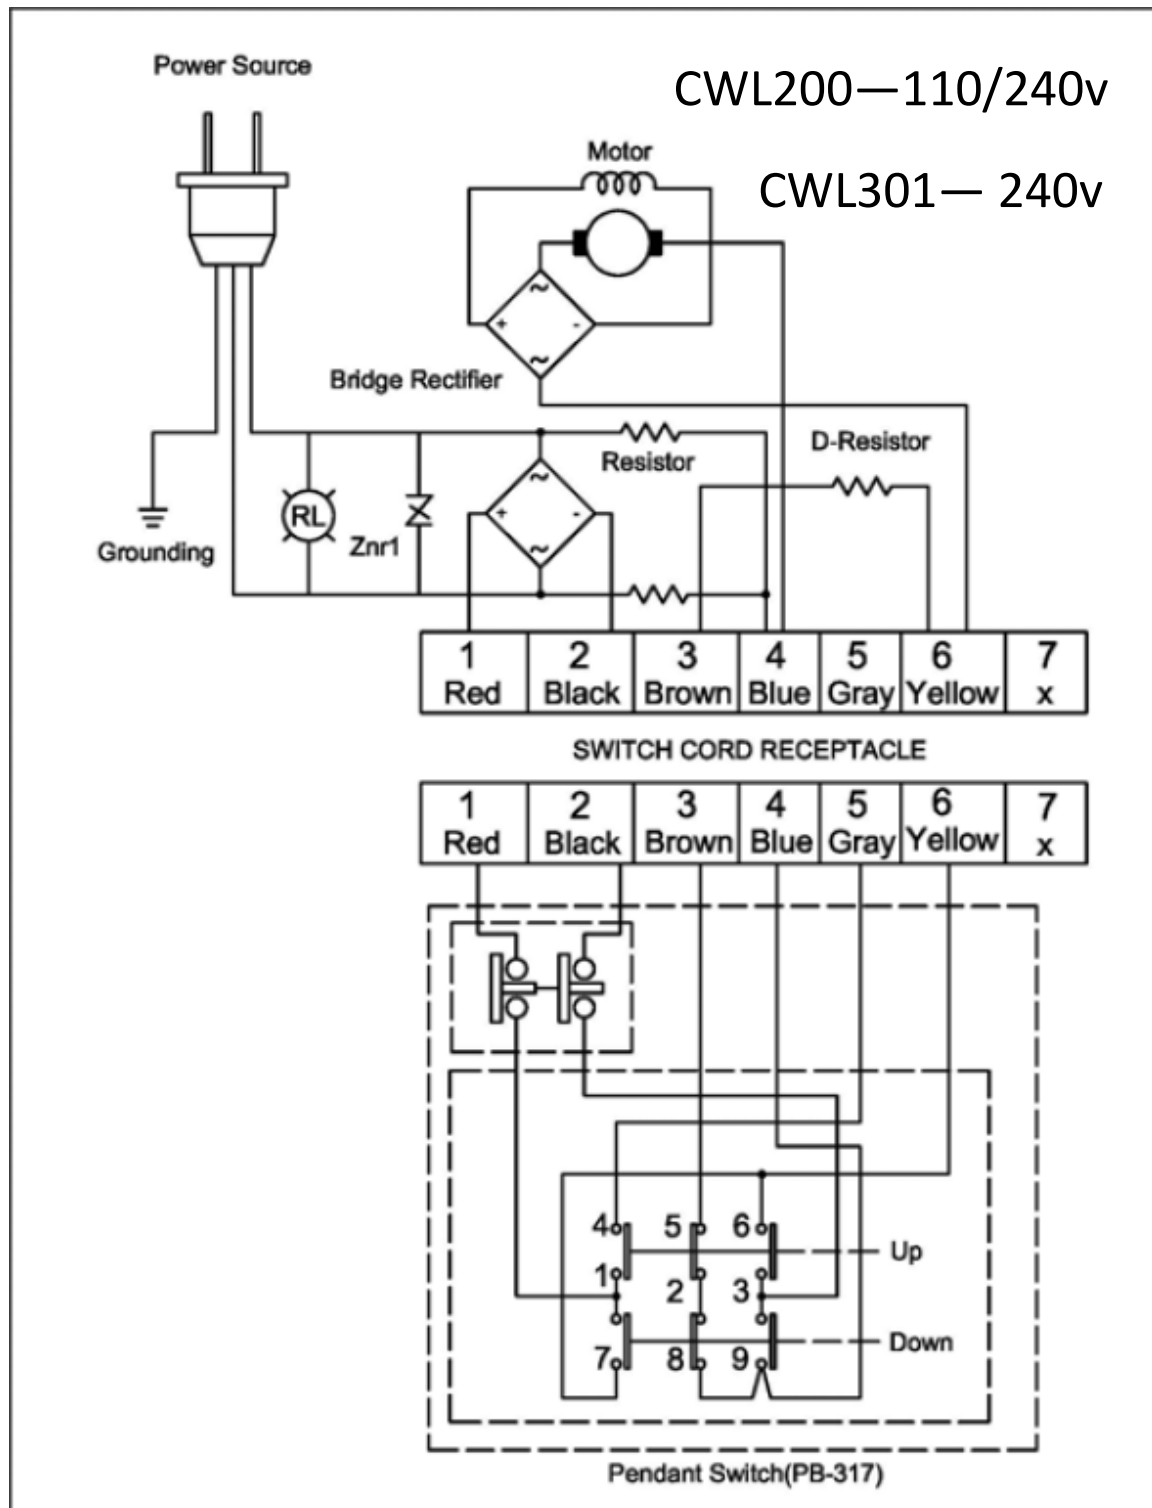 Power Source
CWL200—110/240v
Motor
CWL301— 240v
~
+ -
~
Bridge Rectifier
D-Resistor
Resistor
~
RL
+ -
Znr1
~
Grounding
1 2 3 4 5 6 7
Red Black Brown Blue Gray Yellow x
SWITCH CORD RECEPTACLE
1 2 3 4 5 6 7
Red Black Brown Blue Gray Yellow x
4 5 6
Up
1 2 3
Down
7 8 9
Pendant Switch(PB-317)